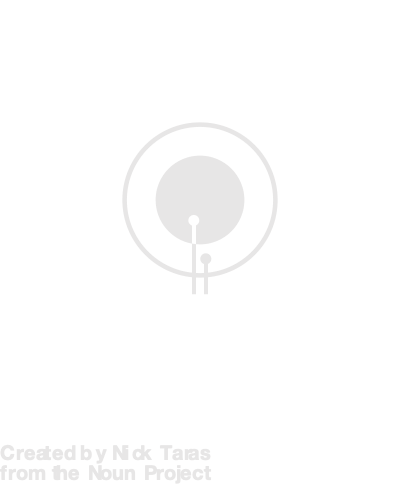 Created by Nick Taras
from the Noun Project